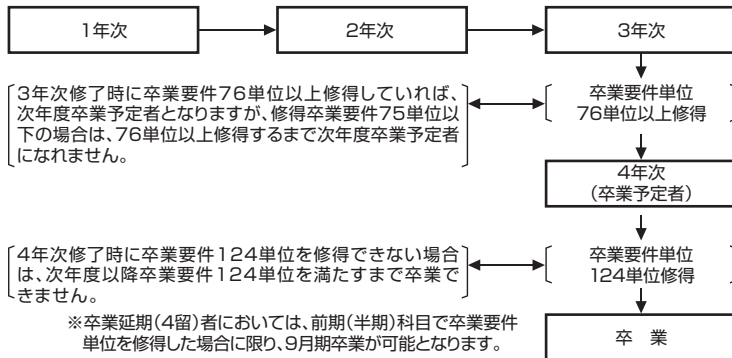 1年次
2年次
3年次
3年次修了時に卒業要件76単位以上修得していれば、
次年度卒業予定者となりますが、修得卒業要件75単位以
下の場合は、76単位以上修得するまで次年度卒業予定者
になれません。
卒業要件単位
76単位以上修得
4年次
(卒業予定者)
4年次修了時に卒業要件124単位を修得できない場合
は、次年度以降卒業要件124単位を満たすまで卒業で
きません。
卒業要件単位
124単位修得
※卒業延期(4留)者においては、前期(半期)科目で卒業要件
単位を修得した場合に限り、9月期卒業が可能となります。
卒 業